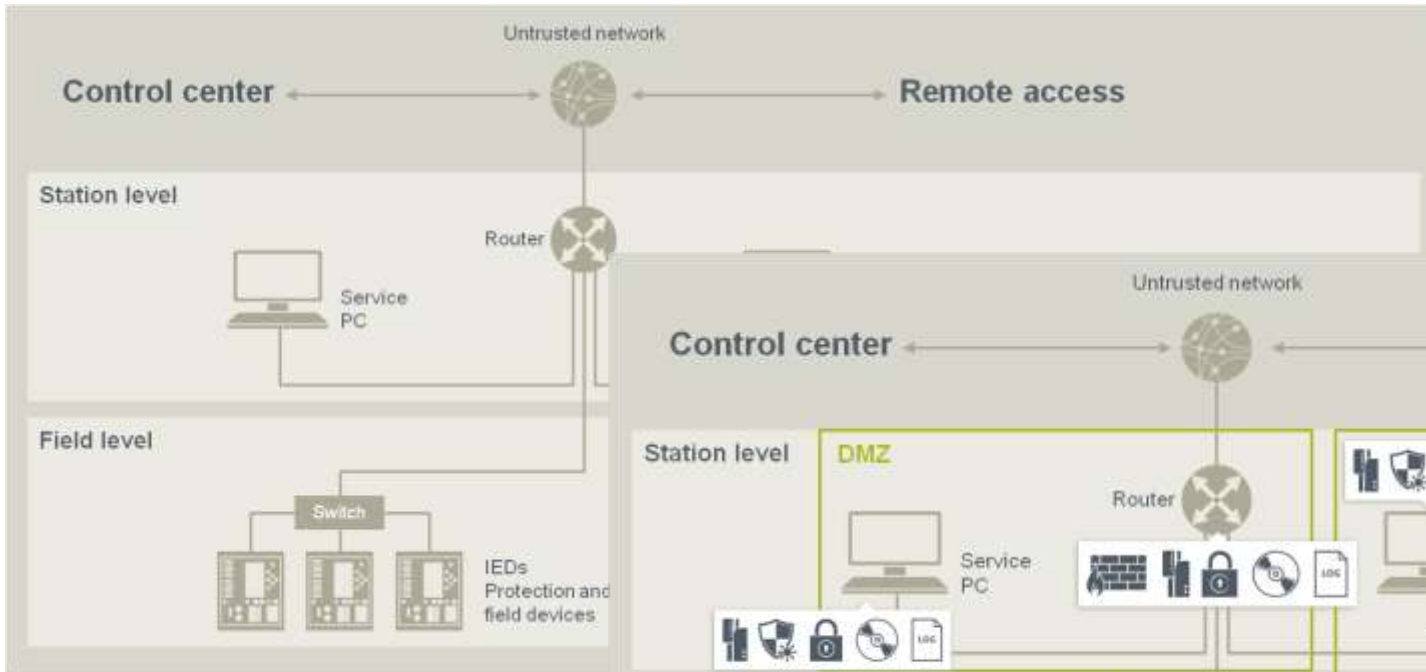 Untrusted network
Control center
Remote access
Station level
Router
Service
PC
Field level
Switch
IEDs
Protection and
field devices
Untrusted network
Control center
Station level
DMZ
Router
Service
PC
LOG
LOG